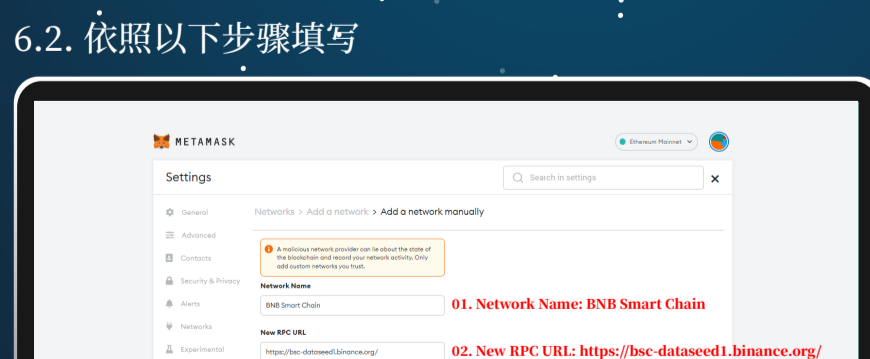 6.2. 依照以下步骤填写
METAMASK
Ethereum Mainnet
Settings
Search in settings
General
Networks > Add a network > Add a network manually
Advanced
A malicious network provider can lie about the state of
the blockchain and record your network activity. Only
add custom networks you trust.
Contacts
Security & Privacy
Network Name
Alerts
BNB Smart Chain
01. Network Name: BNB Smart Chain
Networks
New RPC URL
Experimental
https://bsc-dataseed1.binance.org/
02. New RPC URL: https://bsc-dataseed1.binance.org/